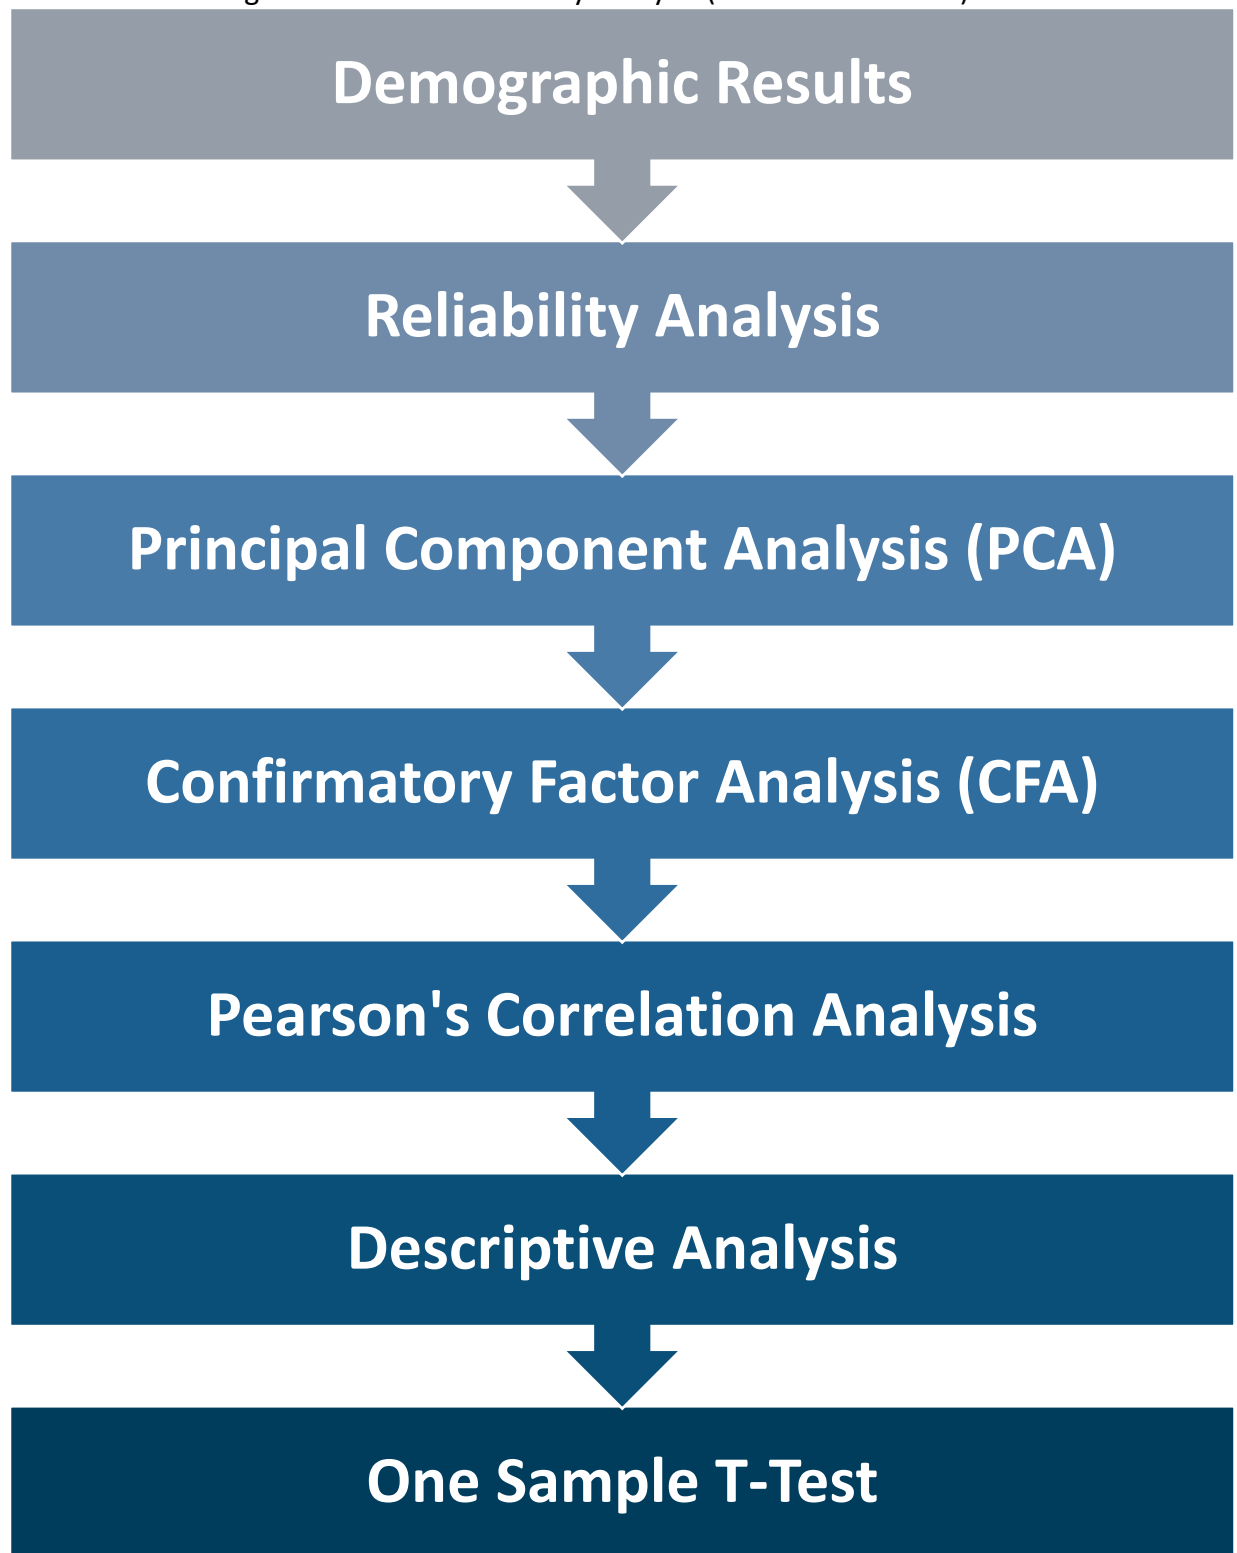 Demographic Results
Reliability Analysis
Principal Component Analysis (PCA)
Confirmatory Factor Analysis (CFA)
Pearson's Correlation Analysis
Descriptive Analysis
One Sample T-Test